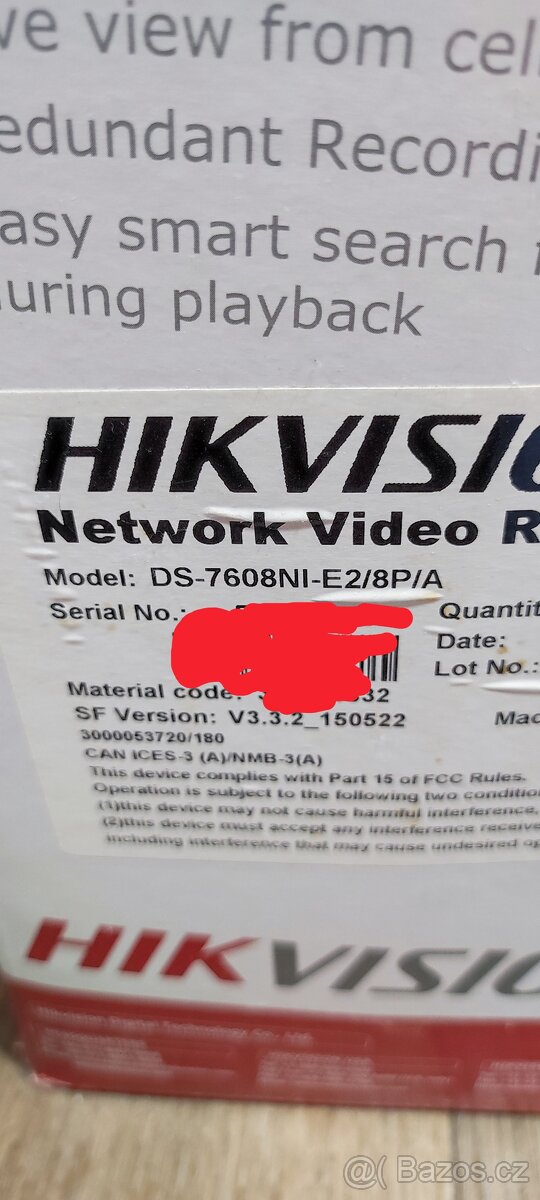 ve view from cell
edundant Recordi
asy smart search f
uring playback
HIKVISIO
Network Video R
Model: DS-7608NI-E2/8P/A
Serial No.:
Quantit
Date:
Lot No.:
Material code: 32
SF Version: V3.3.2_150522
Mad
3000053720/180
CAN ICES-3 (A)/NMB-3(A)
This device complies with Part 15 of FCC Rules.
Operation is subject to the following two conditio
(1)this device may not cause harmful interference,
(2)this device must accept any interference receive
including interference that may cause undesired op
HIKVISIO
@( Bazos.cz